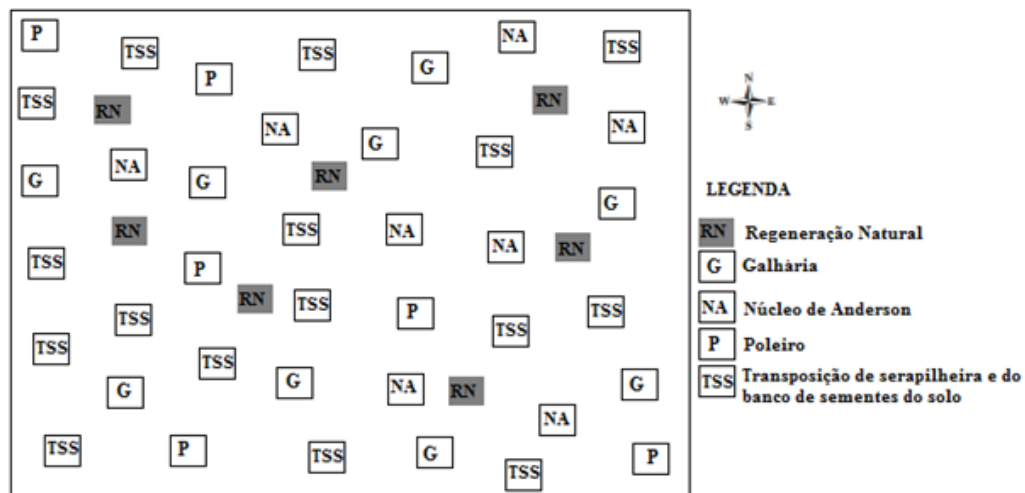 P TSS P TSS G NA TSS
TSS RN NA G TSS RN NA
G NA G RN G
RN TSS NA NA RN
TSS P RN TSS P TSS TSS
TSS TSS TSS
G G NA RN G
NA
TSS P TSS G TSS P
N
W E
S
LEGENDA
RN Regeneração Natural
G Galhária
NA Núcleo de Anderson
P Poleiro
TSS Transposição de serapilheira e do
banco de sementes do solo